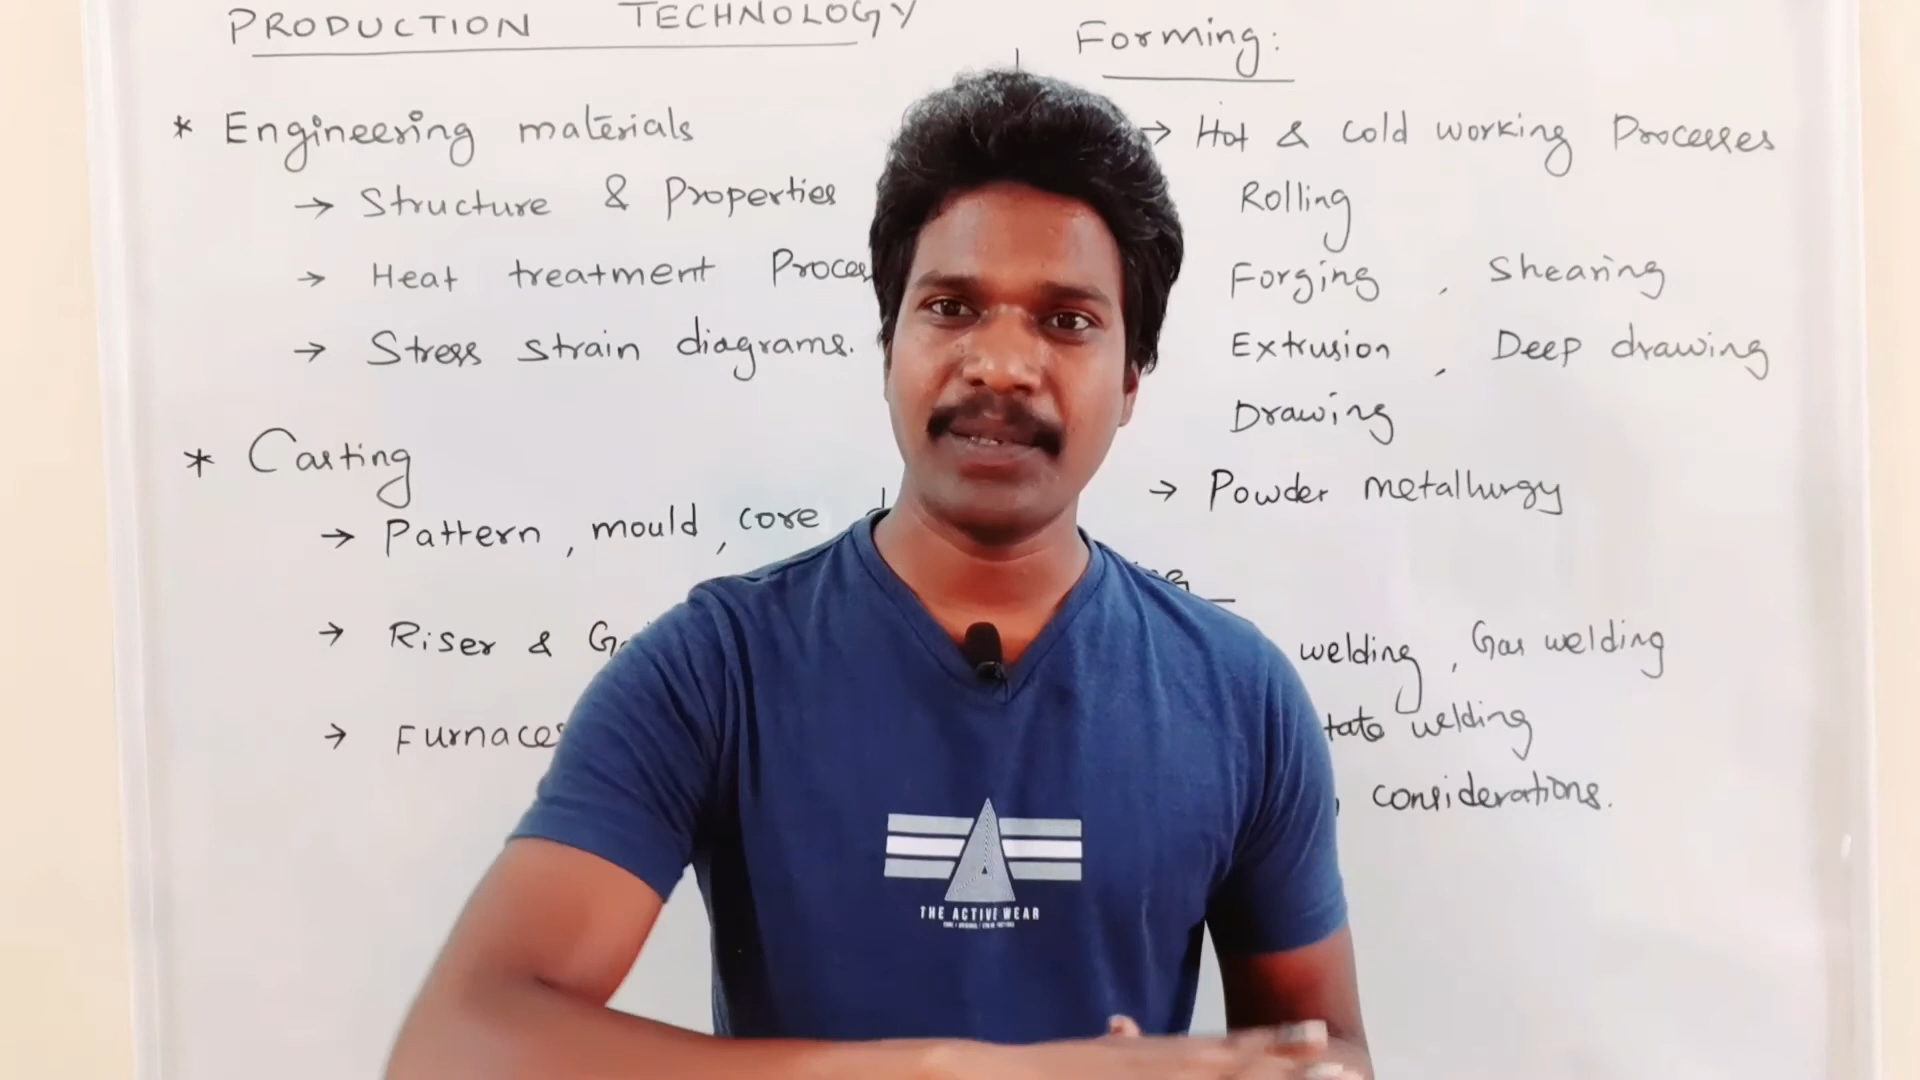 PRODUCTION TECHNOLOGY
* Engineering materials
→ Structure & Properties
→ Heat treatment
→ Stress strain diagrams.
* Casting
→ Pattern, mould, core
→ Riser &
→ Furnaces
Forming:
→ Hot & cold working Processes
Rolling
Forging , Shearing
Extrusion , Deep drawing
Drawing
→ Powder metallurgy
welding, Gas welding
welding
considerations.
THE ACTIVE WEAR